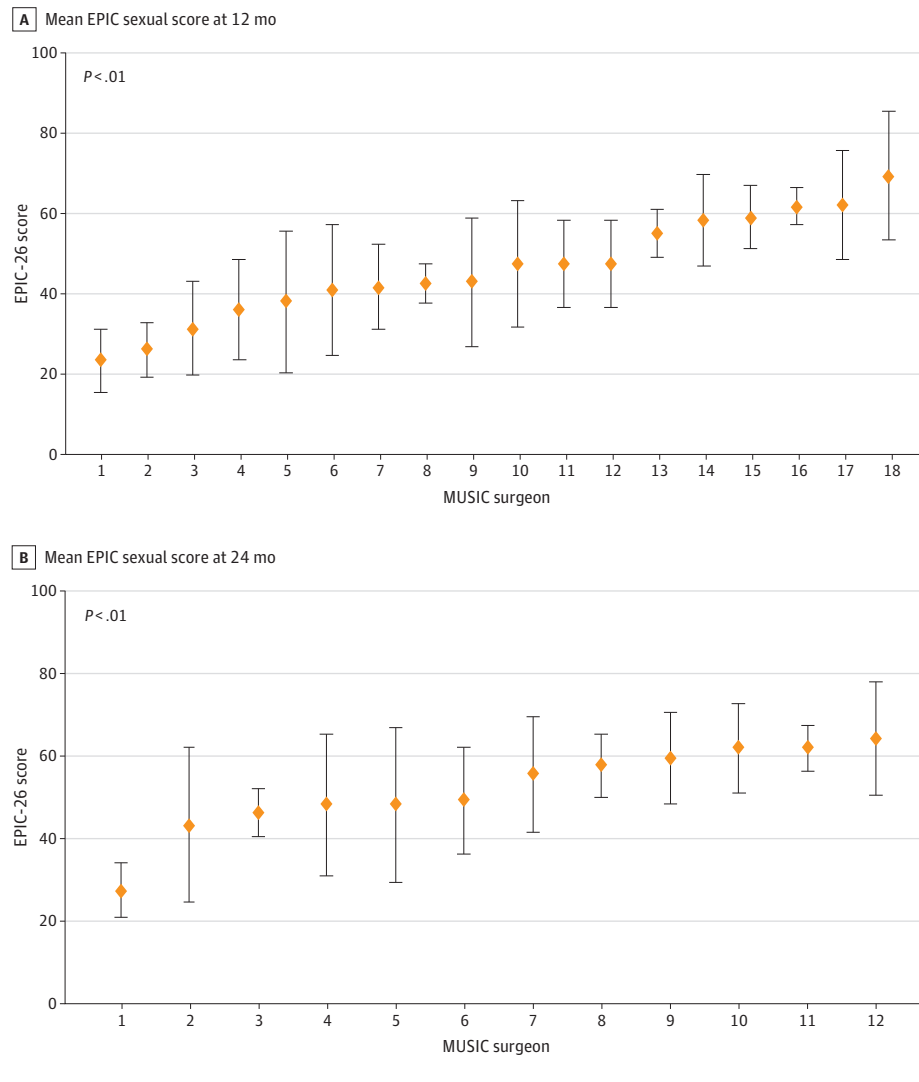 A Mean EPIC sexual score at 12 mo
100
80
60
40
20
0
EPIC-26 score
P < .01
1 2 3 4 5 6 7 8 9 10 11 12 13 14 15 16 17 18
MUSIC surgeon
B Mean EPIC sexual score at 24 mo
100
80
60
40
20
0
EPIC-26 score
P < .01
1 2 3 4 5 6 7 8 9 10 11 12
MUSIC surgeon